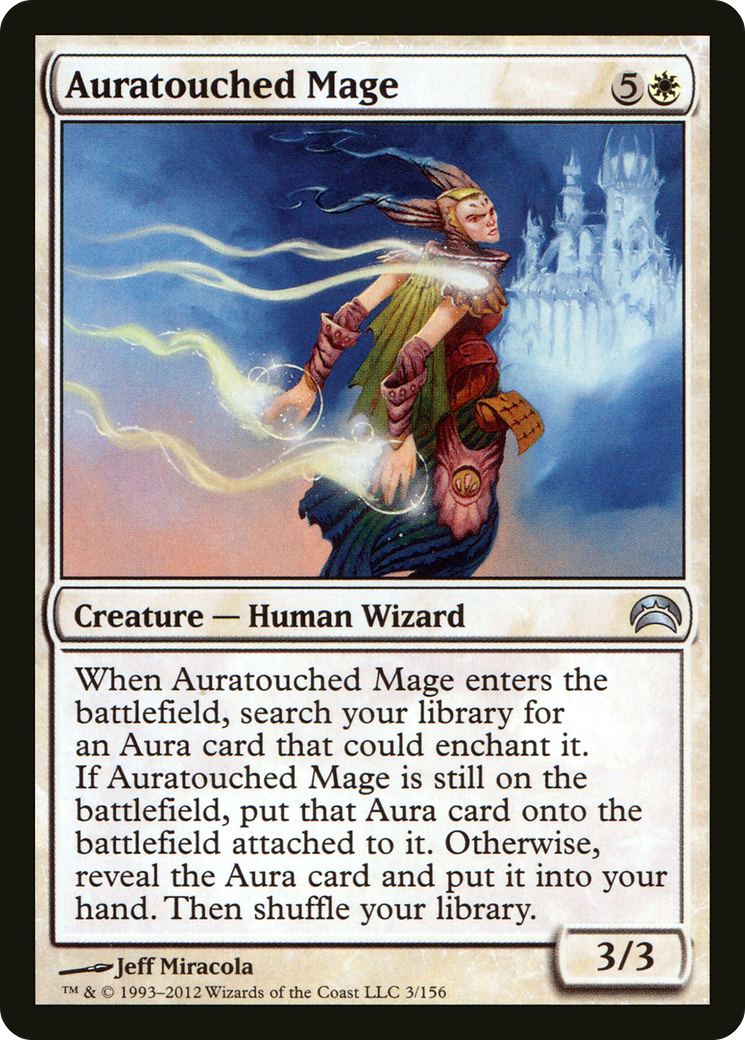 Auratouched Mage 5
Creature — Human Wizard
When Auratouched Mage enters the
battlefield, search your library for
an Aura card that could enchant it.
If Auratouched Mage is still on the
battlefield, put that Aura card onto the
battlefield attached to it. Otherwise,
reveal the Aura card and put it into your
hand. Then shuffle your library.
3/3
Jeff Miracola
™ & © 1993–2012 Wizards of the Coast LLC 3/156